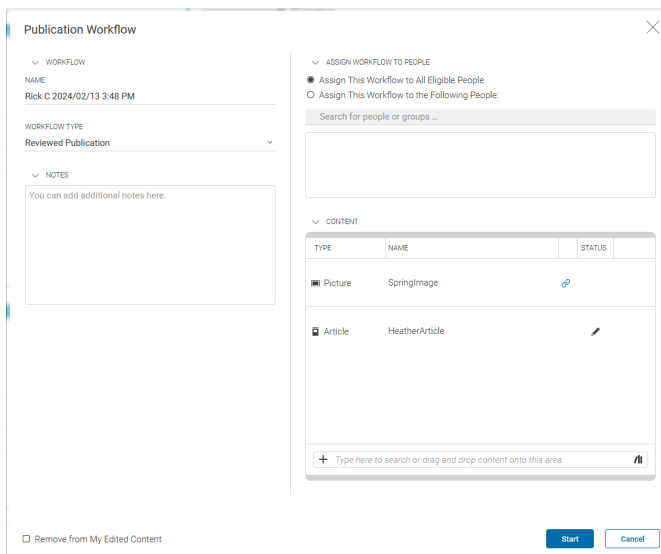 Publication Workflow
WORKFLOW
NAME
Rick C 2024/02/13 3:48 PM
WORKFLOW TYPE
Reviewed Publication
NOTES
You can add additional notes here.
ASSIGN WORKFLOW TO PEOPLE
Assign This Workflow to All Eligible People
Assign This Workflow to the Following People:
Search for people or groups ...
CONTENT
TYPE NAME STATUS
Picture SpringImage
Article HeatherArticle
Type here to search or drag and drop content onto this area.
Remove from My Edited Content
Start Cancel